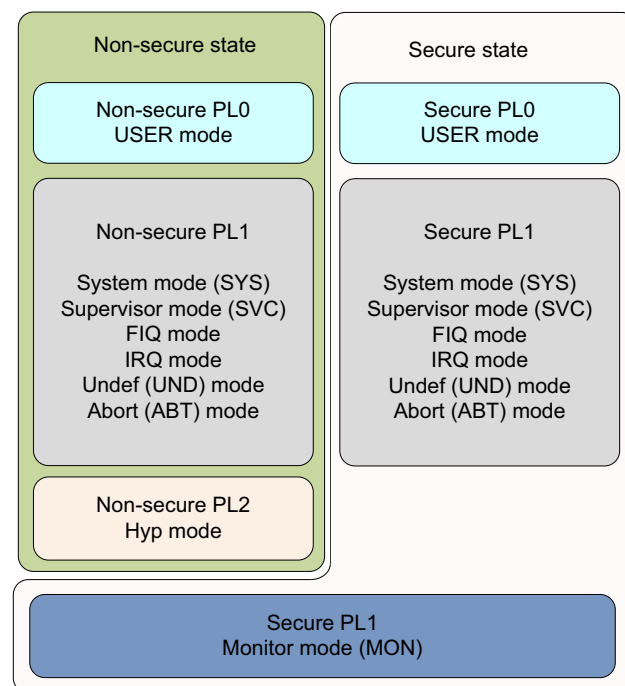 Non-secure state
Non-secure PL0
USER mode
Non-secure PL1
System mode (SYS)
Supervisor mode (SVC)
FIQ mode
IRQ mode
Undef (UND) mode
Abort (ABT) mode
Non-secure PL2
Hyp mode
Secure state
Secure PL0
USER mode
Secure PL1
System mode (SYS)
Supervisor mode (SVC)
FIQ mode
IRQ mode
Undef (UND) mode
Abort (ABT) mode
Secure PL1
Monitor mode (MON)